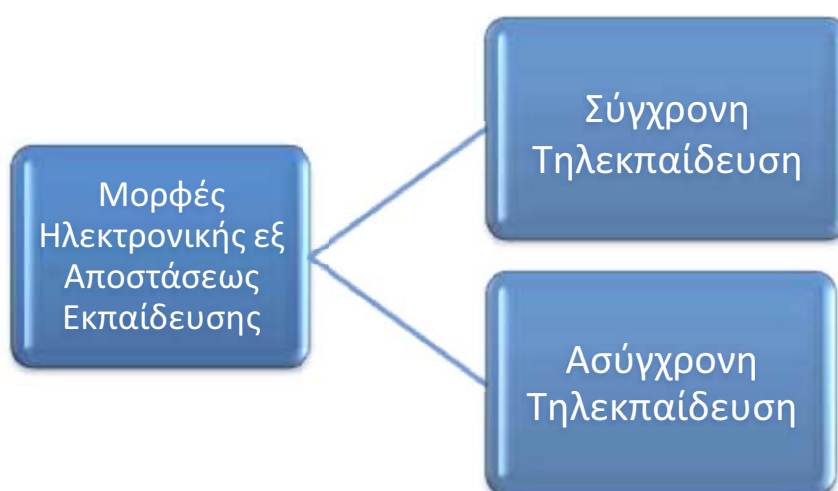 Μορφές
Ηλεκτρονικής εξ
Αποστάσεως
Εκπαίδευσης
Σύγχρονη
Τηλεκπαίδευση
Ασύγχρονη
Τηλεκπαίδευση